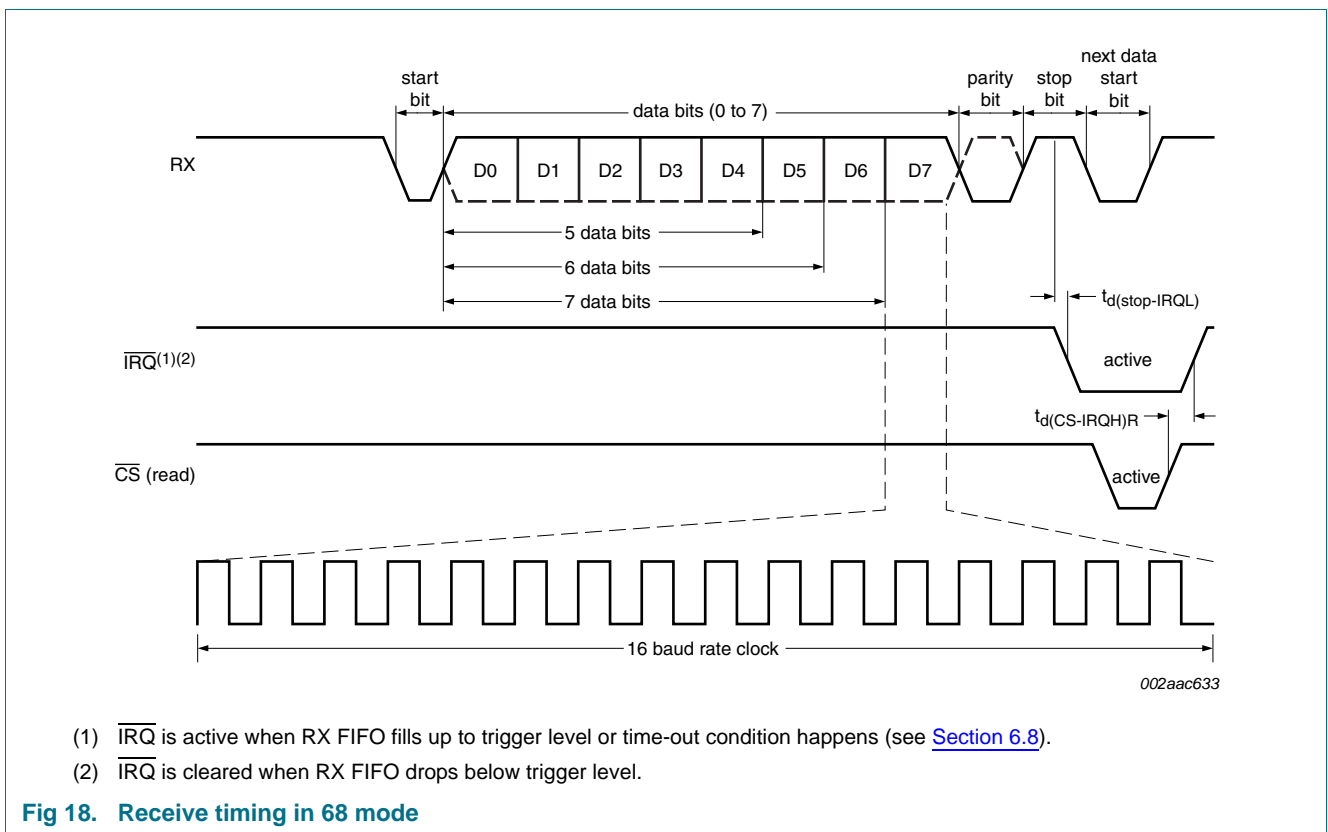 start
bit
data bits (0 to 7)
parity
bit
stop
bit
next data
start
bit
RX
D0 D1 D2 D3 D4 D5 D6 D7
5 data bits
6 data bits
7 data bits
td(stop-IRQL)
IRQ(1)(2)
active
td(CS-IRQH)R
CS (read)
active
16 baud rate clock
002aac633
(1) IRQ is active when RX FIFO fills up to trigger level or time-out condition happens (see Section 6.8).
(2) IRQ is cleared when RX FIFO drops below trigger level.
Fig 18. Receive timing in 68 mode